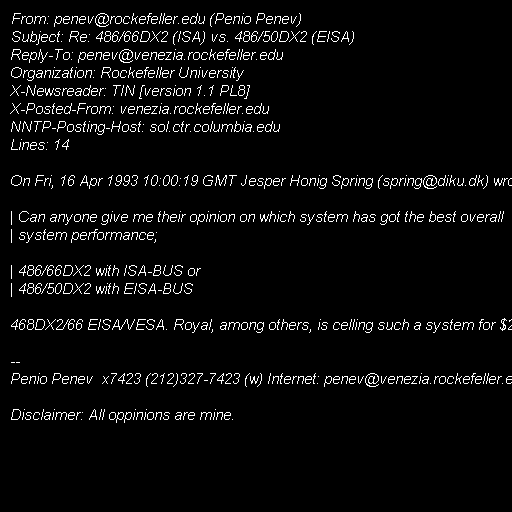 From: penev@rockefeller.edu (Penio Penev)
Subject: Re: 486/66DX2 (ISA) vs. 486/50DX2 (EISA)
Reply-To: penev@venezia.rockefeller.edu
Organization: Rockefeller University
X-Newsreader: TIN [version 1.1 PL8]
X-Posted-From: venezia.rockefeller.edu
NNTP-Posting-Host: sol.ctr.columbia.edu
Lines: 14
On Fri, 16 Apr 1993 10:00:19 GMT Jesper Honig Spring (spring@diku.dk) wro
| Can anyone give me their opinion on which system has got the best overall
| system performance;
| 486/66DX2 with ISA-BUS or
| 486/50DX2 with EISA-BUS
468DX2/66 EISA/VESA. Royal, among others, is celling such a system for $2
--
Penio Penev  x7423 (212)327-7423 (w) Internet: penev@venezia.rockefeller.e
Disclaimer: All oppinions are mine.